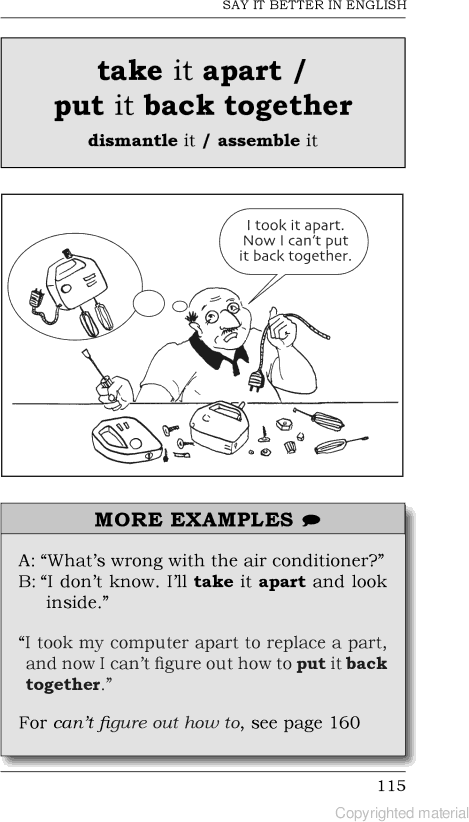 SAY IT BETTER IN ENGLISH
take it apart /
put it back together
dismantle it / assemble it
I took it apart.
Now I can't put
it back together.
MORE EXAMPLES
A: “What's wrong with the air conditioner?”
B: “I don't know. I'll take it apart and look
inside.”
“I took my computer apart to replace a part,
and now I can't figure out how to put it back
together.”
For can't figure out how to, see page 160
115
Copyrighted material